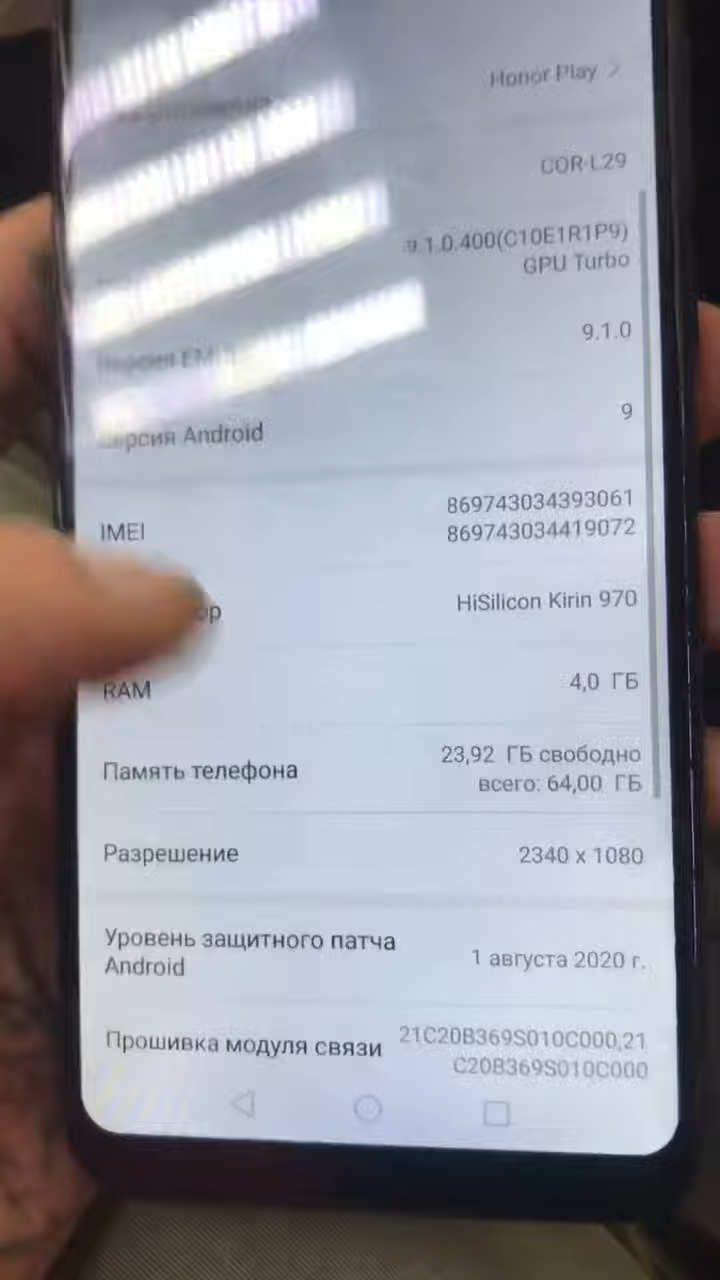 Honor Play
COR-L29
9.1.0.400(C10E1R1P9)
GPU Turbo
9.1.0
Android
9
IMEI
869743034393061
869743034419072
HiSilicon Kirin 970
RAM
4,0 ГБ
Память телефона
23,92 ГБ свободно
всего: 64,00 ГБ
Разрешение
2340 x 1080
Уровень защитного патча
Android
1 августа 2020 г.
Прошивка модуля связи
21C20B369S010C000,21
C20B369S010C000